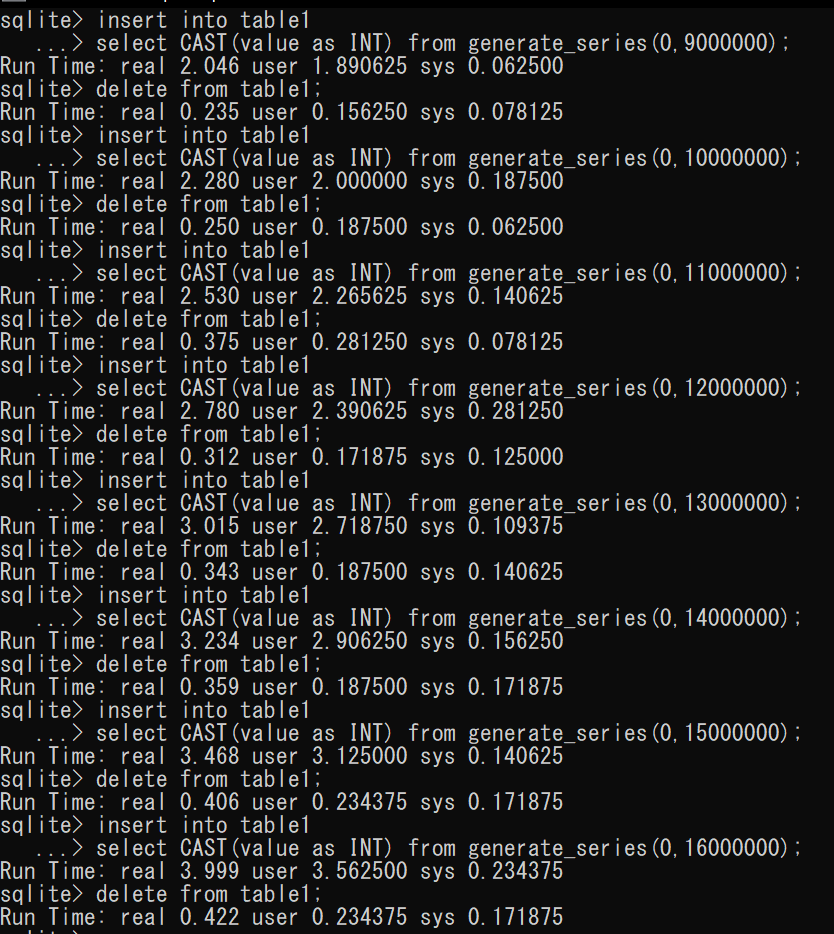 sqlite> insert into table1
   ...> select CAST(value as INT) from generate_series(0,9000000);
Run Time: real 2.046 user 1.890625 sys 0.062500
sqlite> delete from table1;
Run Time: real 0.235 user 0.156250 sys 0.078125
sqlite> insert into table1
   ...> select CAST(value as INT) from generate_series(0,10000000);
Run Time: real 2.280 user 2.000000 sys 0.187500
sqlite> delete from table1;
Run Time: real 0.250 user 0.187500 sys 0.062500
sqlite> insert into table1
   ...> select CAST(value as INT) from generate_series(0,11000000);
Run Time: real 2.530 user 2.265625 sys 0.140625
sqlite> delete from table1;
Run Time: real 0.375 user 0.281250 sys 0.078125
sqlite> insert into table1
   ...> select CAST(value as INT) from generate_series(0,12000000);
Run Time: real 2.780 user 2.390625 sys 0.281250
sqlite> delete from table1;
Run Time: real 0.312 user 0.171875 sys 0.125000
sqlite> insert into table1
   ...> select CAST(value as INT) from generate_series(0,13000000);
Run Time: real 3.015 user 2.718750 sys 0.109375
sqlite> delete from table1;
Run Time: real 0.343 user 0.187500 sys 0.140625
sqlite> insert into table1
   ...> select CAST(value as INT) from generate_series(0,14000000);
Run Time: real 3.234 user 2.906250 sys 0.156250
sqlite> delete from table1;
Run Time: real 0.359 user 0.187500 sys 0.171875
sqlite> insert into table1
   ...> select CAST(value as INT) from generate_series(0,15000000);
Run Time: real 3.468 user 3.125000 sys 0.140625
sqlite> delete from table1;
Run Time: real 0.406 user 0.234375 sys 0.171875
sqlite> insert into table1
   ...> select CAST(value as INT) from generate_series(0,16000000);
Run Time: real 3.999 user 3.562500 sys 0.234375
sqlite> delete from table1;
Run Time: real 0.422 user 0.234375 sys 0.171875